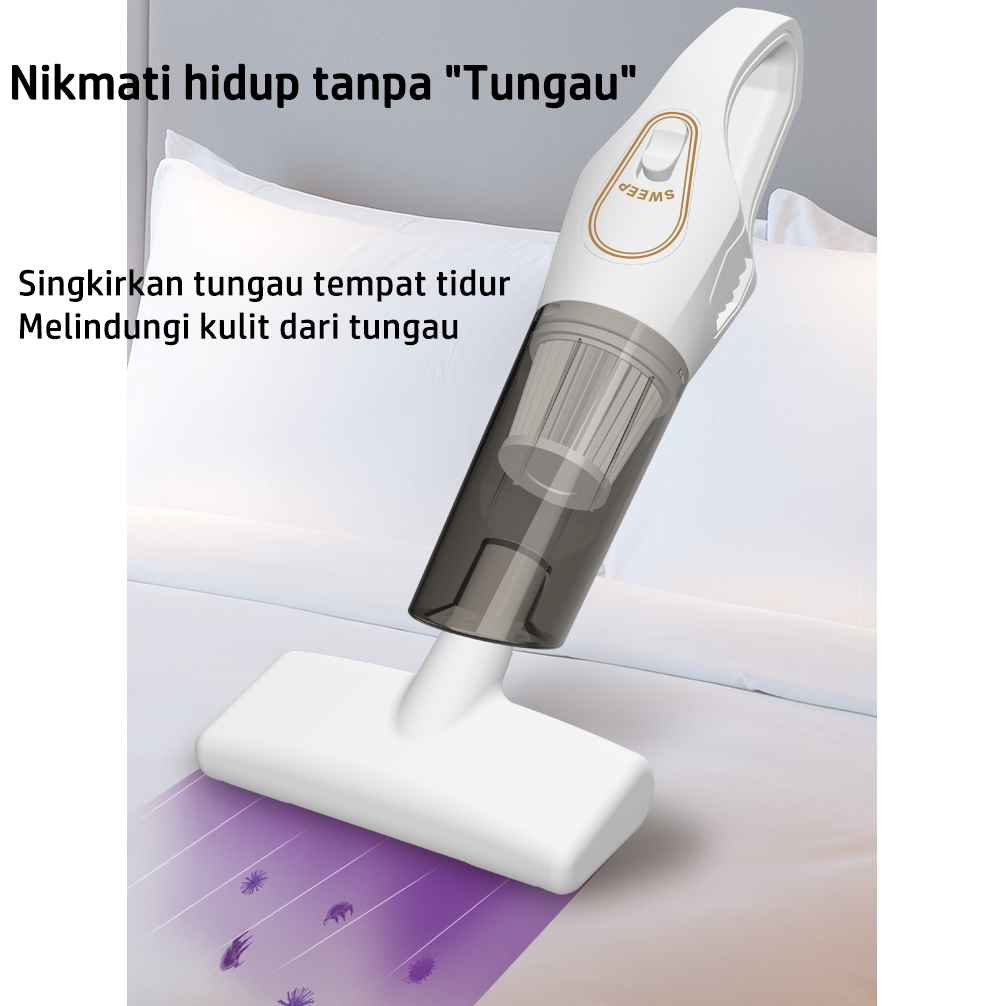 Nikmati hidup tanpa "Tungau"
SWEEP
Singkirkan tungau tempat tidur
Melindungi kulit dari tungau